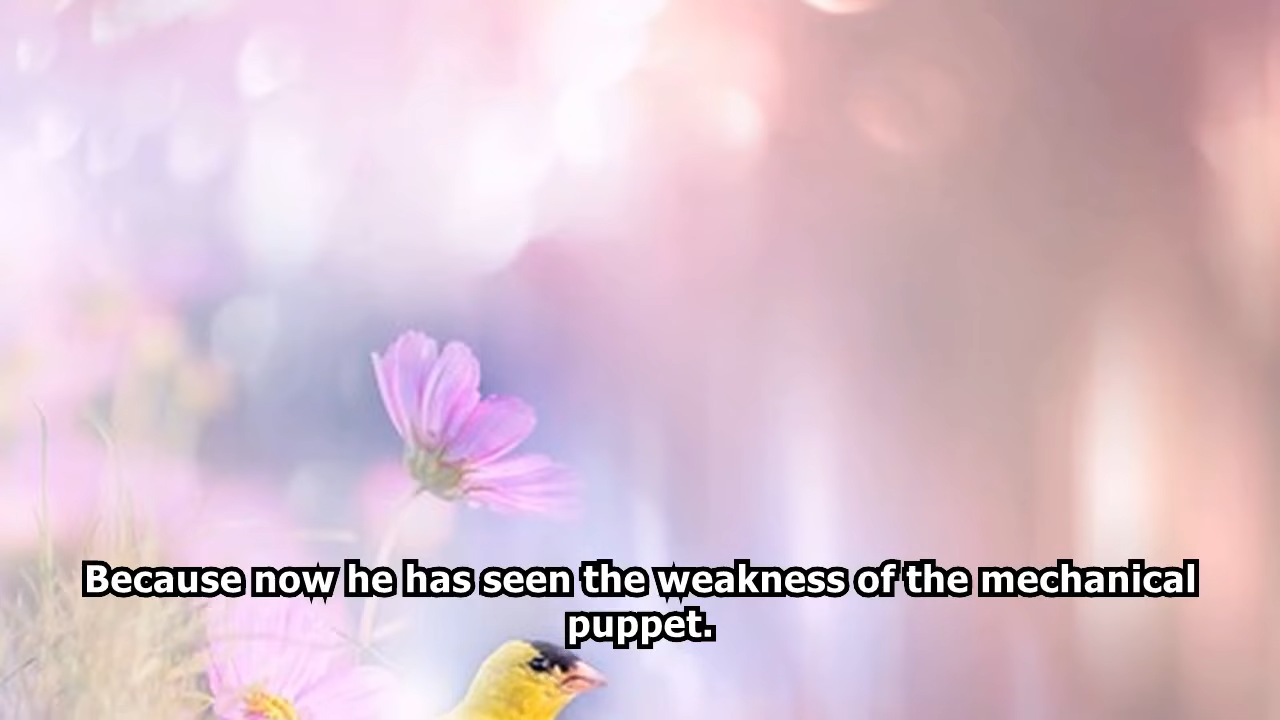 Because now he has seen the weakness of the mechanical
puppet.